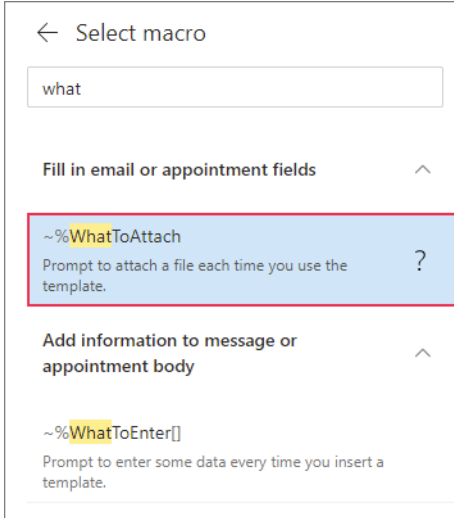 ← Select macro
what
Fill in email or appointment fields
~%WhatToAttach
Prompt to attach a file each time you use the
template.
?
Add information to message or
appointment body
~%WhatToEnter[]
Prompt to enter some data every time you insert a
template.